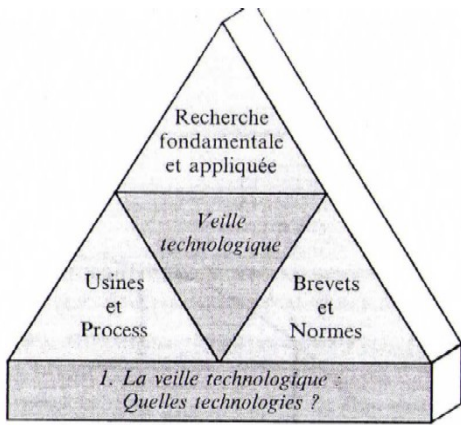 Recherche
fondamentale
et appliquée
Veille
technologique
Usines
et
Process
Brevets
et
Normes
1. La veille technologique :
Quelles technologies ?